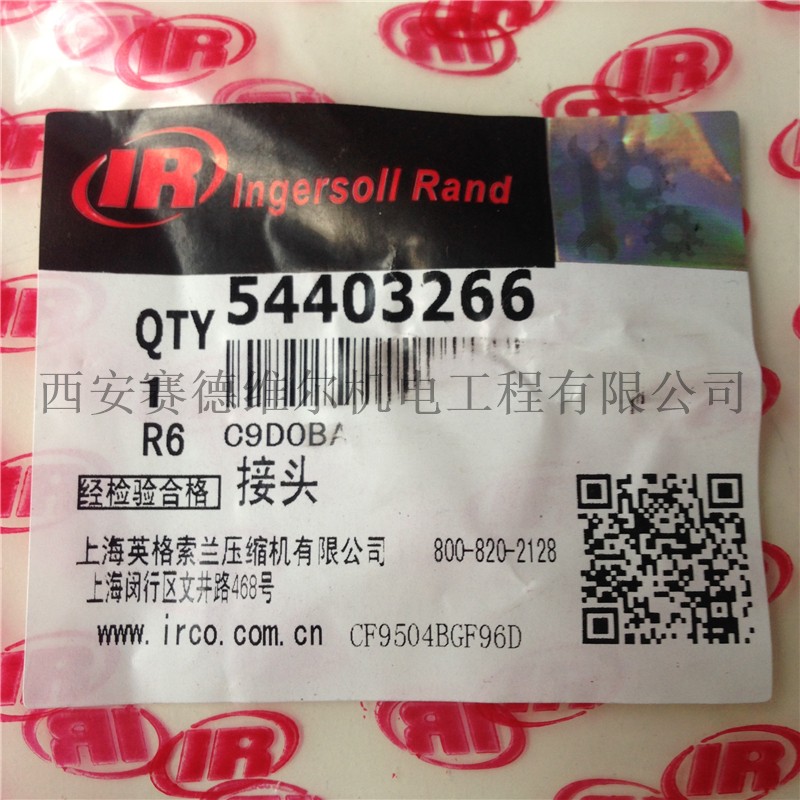 IR Ingersoll Rand
54403266
QTY
1
西安赛德维尔机电工程有限公司
R6 C9D0BA
经检验合格 接头
上海英格索兰压缩机有限公司 800-820-2128
上海闵行区文井路468号
www.irco.com.cn CF9504BGF96D